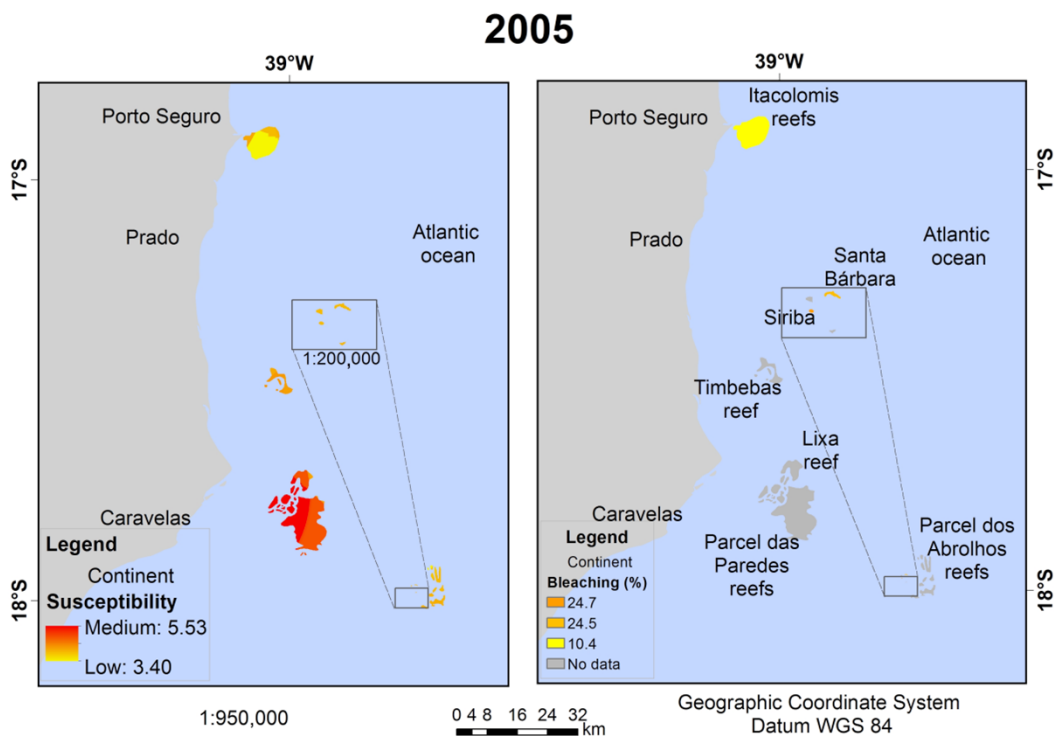 2005
39°W
39°W
Porto Seguro
17°S
Prado
Atlantic
ocean
1:200,000
Caravelas
Legend
Continent
Susceptibility
Medium: 5.53
Low: 3.40
18°S
Itacolomis
reefs
Porto Seguro
17°S
Prado
Atlantic
ocean
Santa
Bárbara
Siriba
Timbebas
reef
Lixa
reef
Caravelas
Parcel das
Paredes
reefs
Parcel dos
Abrolhos
reefs
Legend
Continent
Bleaching (%)
24.7
24.5
10.4
No data
18°S
1:950,000
0 4 8 16 24 32
km
Geographic Coordinate System
Datum WGS 84